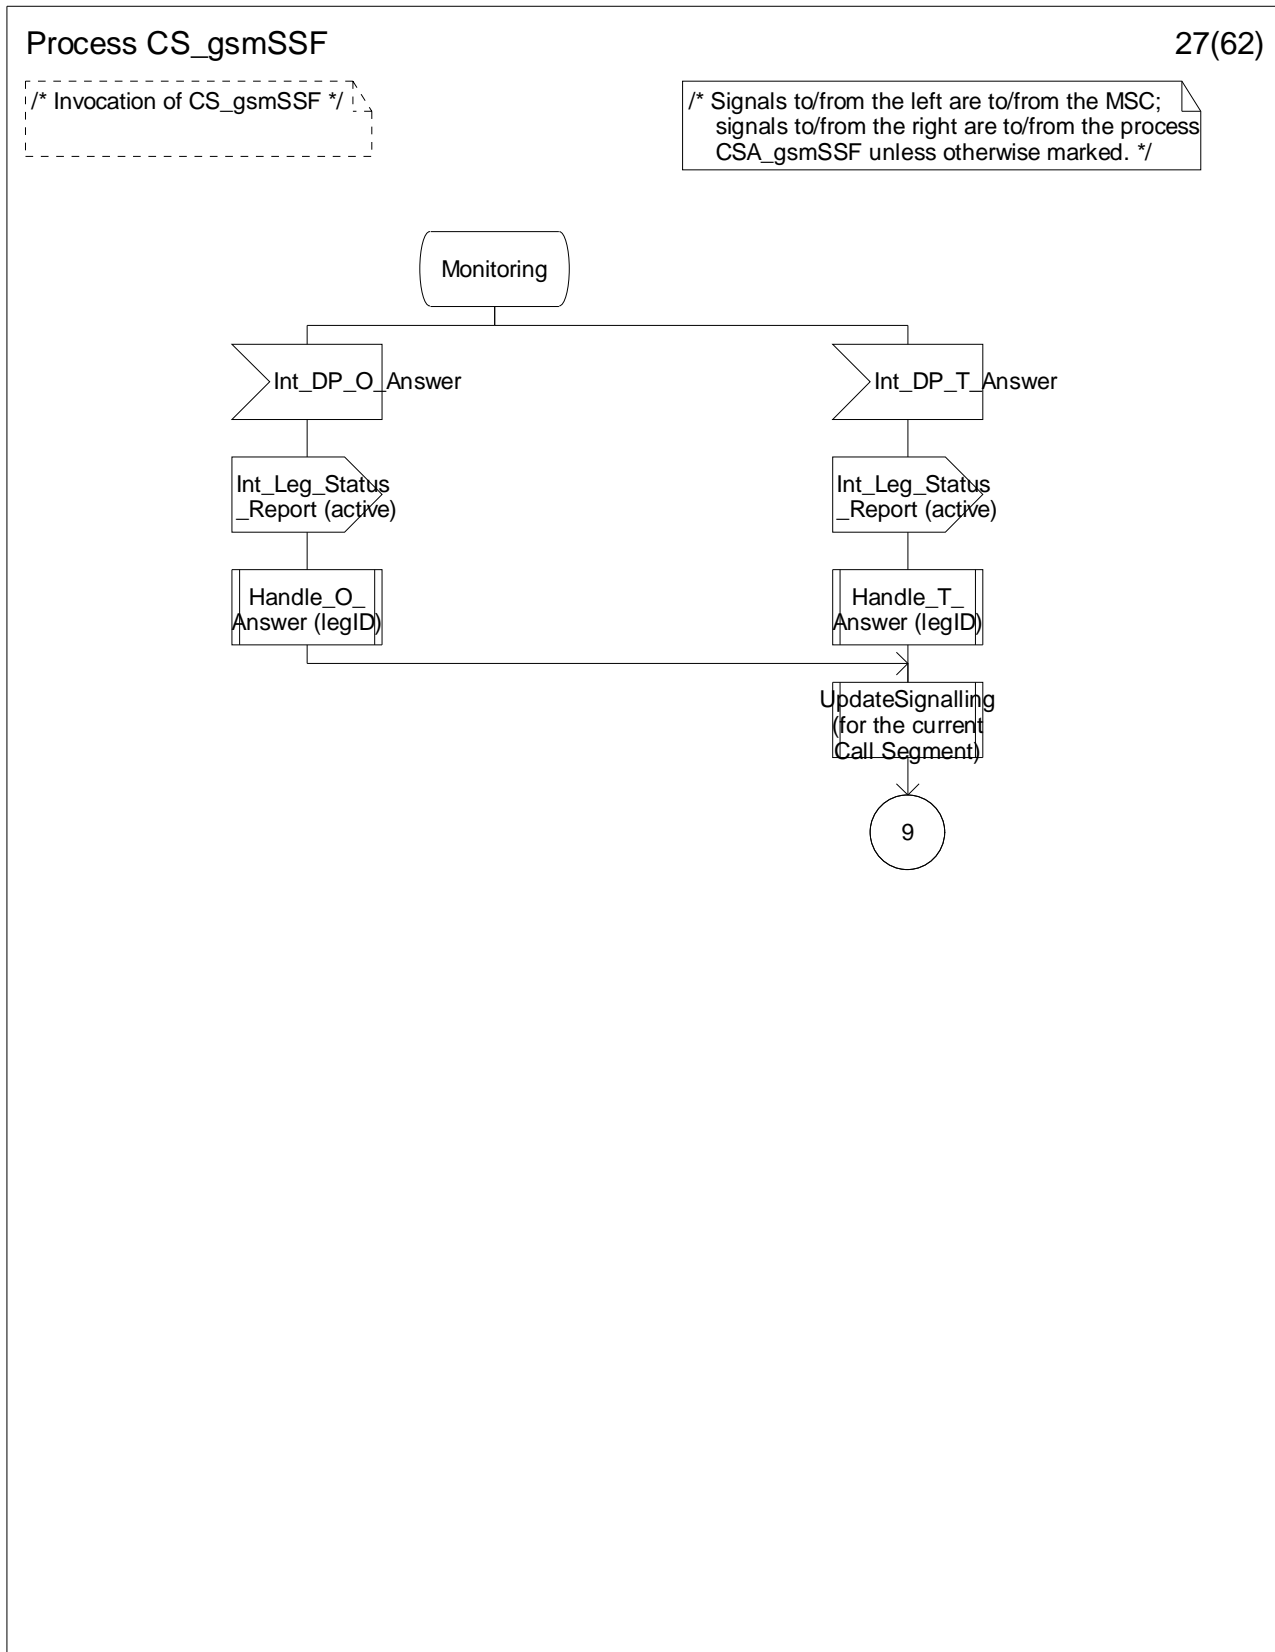 Process CS_gsmSSF
27(62)
/* Invocation of CS_gsmSSF */
/* Signals to/from the left are to/from the MSC;
signals to/from the right are to/from the process
CSA_gsmSSF unless otherwise marked. */
Monitoring
Int_DP_O_Answer
Int_DP_T_Answer
Int_Leg_Status
_Report (active)
Int_Leg_Status
_Report (active)
Handle_O_
Answer (legID)
Handle_T_
Answer (legID)
UpdateSignalling
(for the current
Call Segment)
9